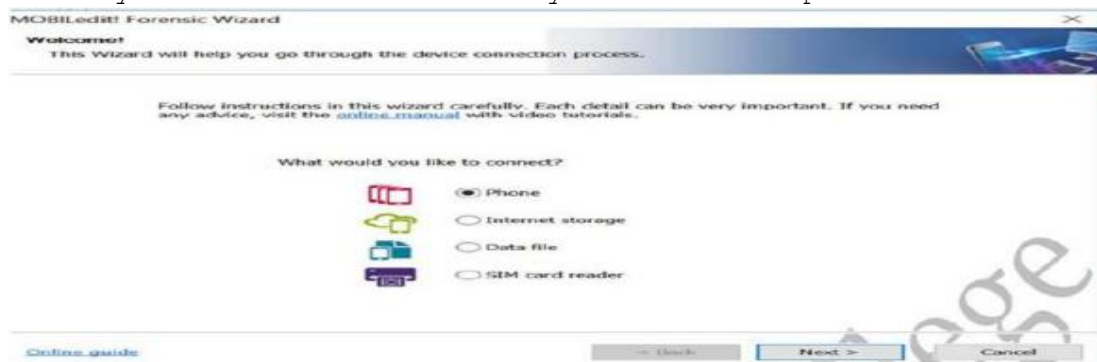 MOBILedit! Forensic Wizard
Welcome!
This Wizard will help you go through the device connection process.
Follow instructions in this wizard carefully. Each detail can be very important. If you need
any advice, visit the online manual with video tutorials.
What would you like to connect?
Phone
Internet storage
Data file
SIM card reader
Online guide
< Back
Next >
Cancel